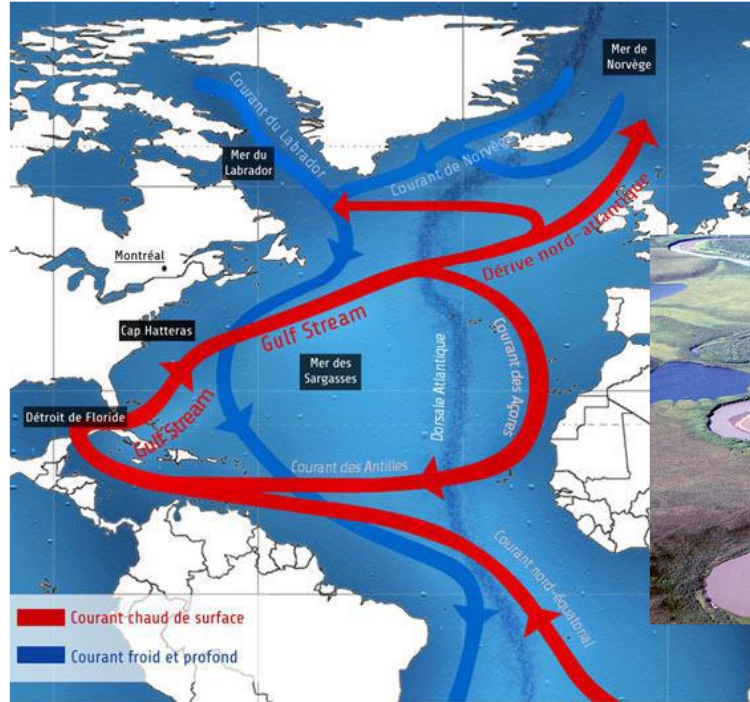 Mer de
Norvège
Courant du Labrador
Mer du
Labrador
Courant de Norvège
Montréal
Dérive nord-atlantique
Cap Hatteras
Gulf Stream
Mer des
Sargasses
Dorsale Atlantique
Courant des Açores
Détroit de Floride
Gulf Stream
Courant des Antilles
Courant nord-équatorial
Courant chaud de surface
Courant froid et profond